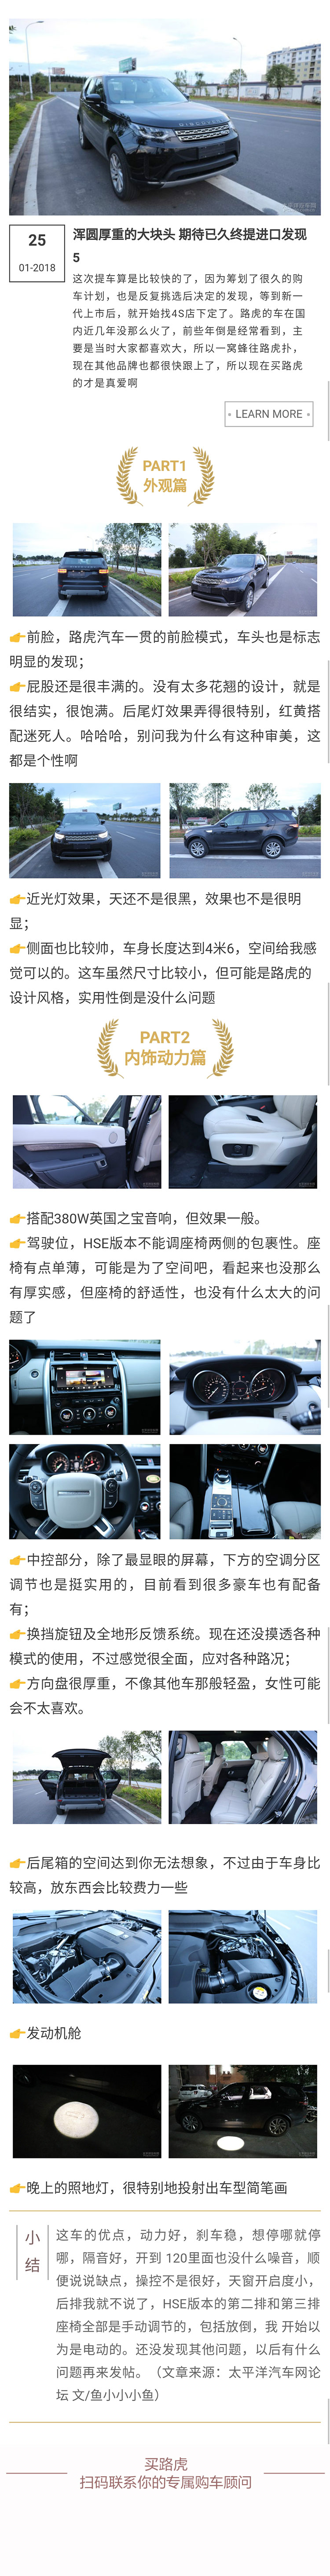 DISCOVERY
25
01-2018
浑圆厚重的大块头 期待已久终提进口发现
5
这次提车算是比较快的了，因为筹划了很久的购
车计划，也是反复挑选后决定的发现，等到新一
代上市后，就开始找4S店下定了。路虎的车在国
内近几年没那么火了，前些年倒是经常看到，主
要是当时大家都喜欢大，所以一窝蜂往路虎扑，
现在其他品牌也都很快跟上了，所以现在买路虎
的才是真爱啊
LEARN MORE
PART1
外观篇
👉前脸，路虎汽车一贯的前脸模式，车头也是标志
明显的发现；
👉屁股还是很丰满的。没有太多花翘的设计，就是
很结实，很饱满。后尾灯效果弄得很特别，红黄搭
配迷死人。哈哈哈，别问我为什么有这种审美，这
都是个性啊
👉近光灯效果，天还不是很黑，效果也不是很明
显；
👉侧面也比较帅，车身长度达到4米6，空间给我感
觉可以的。这车虽然尺寸比较小，但可能是路虎的
设计风格，实用性倒是没什么问题
PART2
内饰动力篇
👉搭配380W英国之宝音响，但效果一般。
👉驾驶位，HSE版本不能调座椅两侧的包裹性。座
椅有点单薄，可能是为了空间吧，看起来也没那么
有厚实感，但座椅的舒适性，也没有什么太大的问
题了
👉中控部分，除了最显眼的屏幕，下方的空调分区
调节也是挺实用的，目前看到很多豪车也有配备
有；
👉换挡旋钮及全地形反馈系统。现在还没摸透各种
模式的使用，不过感觉很全面，应对各种路况；
👉方向盘很厚重，不像其他车那般轻盈，女性可能
会不太喜欢。
👉后尾箱的空间达到你无法想象，不过由于车身比
较高，放东西会比较费力一些
👉发动机舱
👉晚上的照地灯，很特别地投射出车型简笔画
小
结
这车的优点，动力好，刹车稳，想停哪就停
哪，隔音好，开到 120里面也没什么噪音，顺
便说说缺点，操控不是很好，天窗开启度小，
后排我就不说了，HSE版本的第二排和第三排
座椅全部是手动调节的，包括放倒，我 开始以
为是电动的。还没发现其他问题，以后有什么
问题再来发帖。（文章来源：太平洋汽车网论
坛 文/鱼小小小鱼）
买路虎
扫码联系你的专属购车顾问